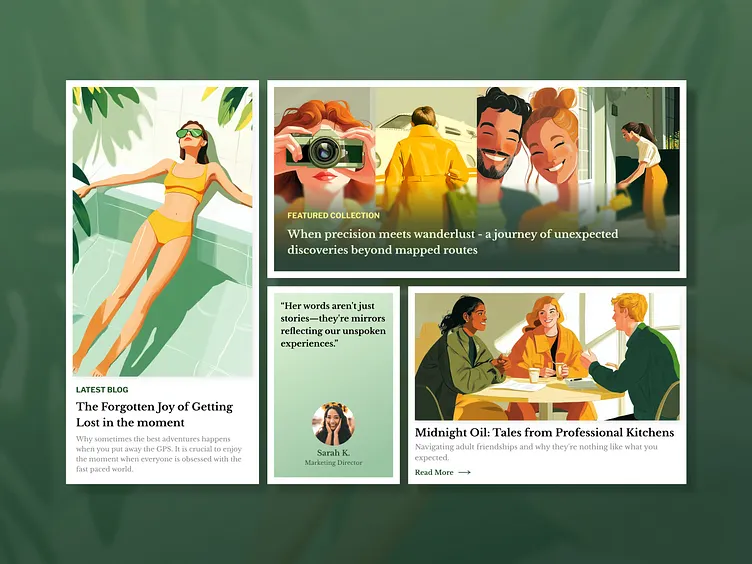 LATEST BLOG
The Forgotten Joy of Getting
Lost in the moment
Why sometimes the best adventures happens
when you put away the GPS. It is crucial to enjoy
the moment when everyone is obsessed with the
fast paced world.
FEATURED COLLECTION
When precision meets wanderlust - a journey of unexpected
discoveries beyond mapped routes
“Her words aren't just
stories—they're mirrors
reflecting our unspoken
experiences.”
Sarah K.
Marketing Director
Midnight Oil: Tales from Professional Kitchens
Navigating adult friendships and why they're nothing like what you
expected.
Read More ⟶